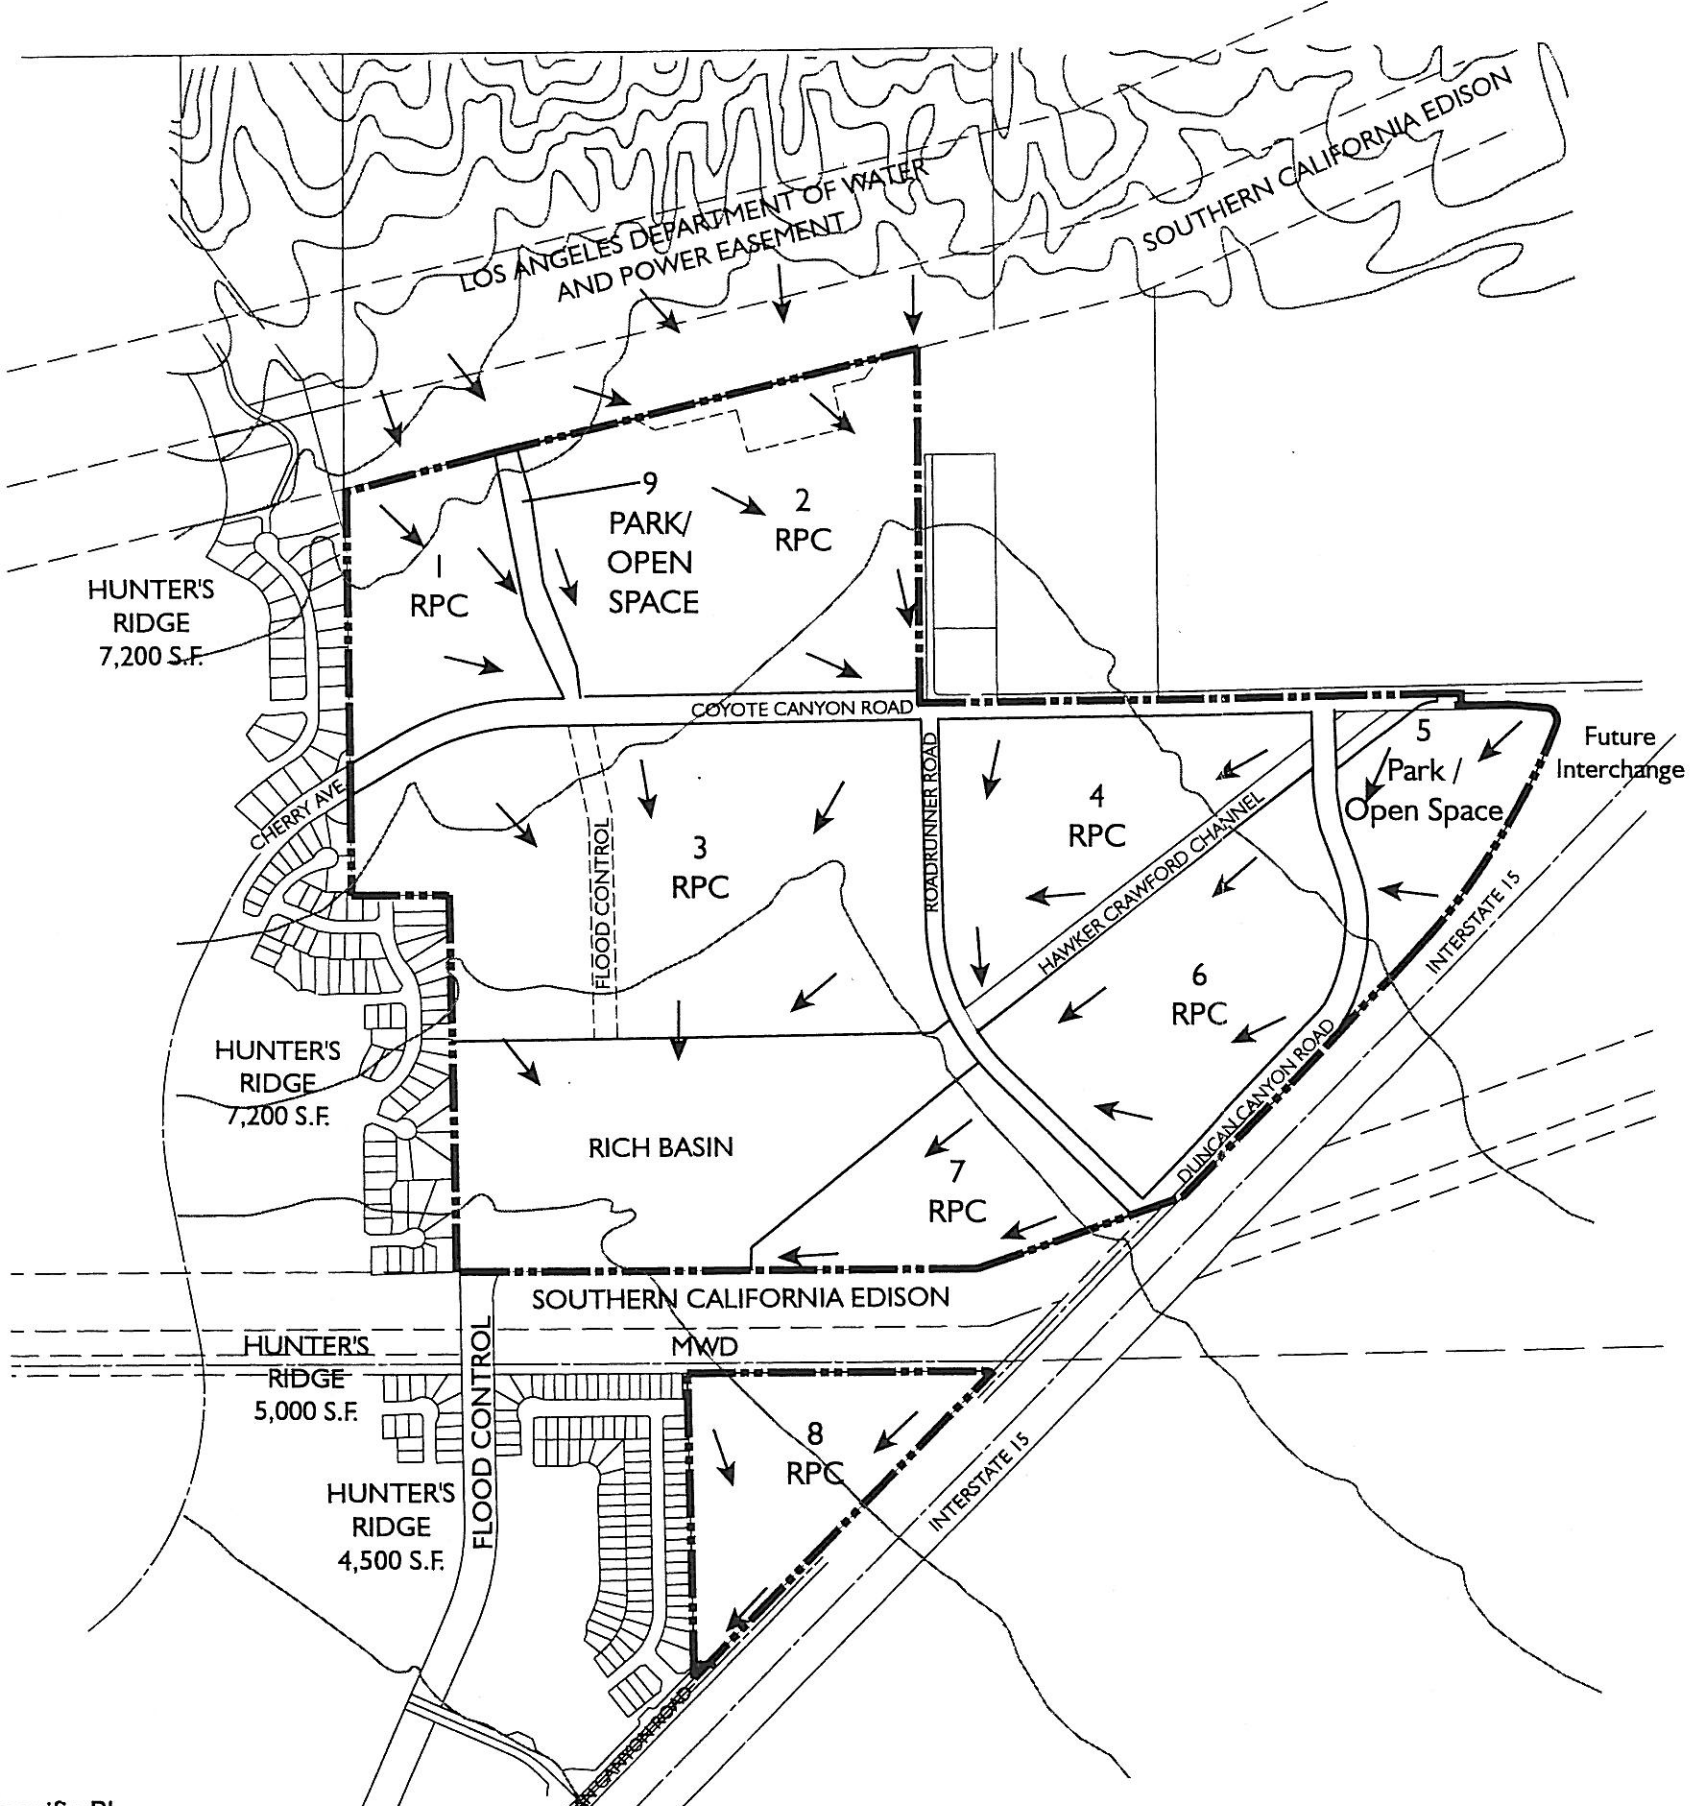 SOUTHERN CALIFORNIA EDISON
LOS ANGELES DEPARTMENT OF WATER
AND POWER EASEMENT
9
PARK/
OPEN
SPACE
2
RPC
1
RPC
HUNTER'S
RIDGE
7,200 S.F.
COYOTE CANYON ROAD
5
Park /
Open Space
Future
Interchange
CHERRY AVE.
ROADRUNNER ROAD
4
RPC
HAWKER CRAWFORD CHANNEL
3
RPC
FLOOD CONTROL
INTERSTATE 15
6
RPC
HUNTER'S
RIDGE
7,200 S.F.
DUNCAN CANYON ROAD
RICH BASIN
7
RPC
SOUTHERN CALIFORNIA EDISON
MWD
HUNTER'S
RIDGE
5,000 S.F.
FLOOD CONTROL
8
RPC
INTERSTATE 15
HUNTER'S
RIDGE
4,500 S.F.
CANYON ROAD